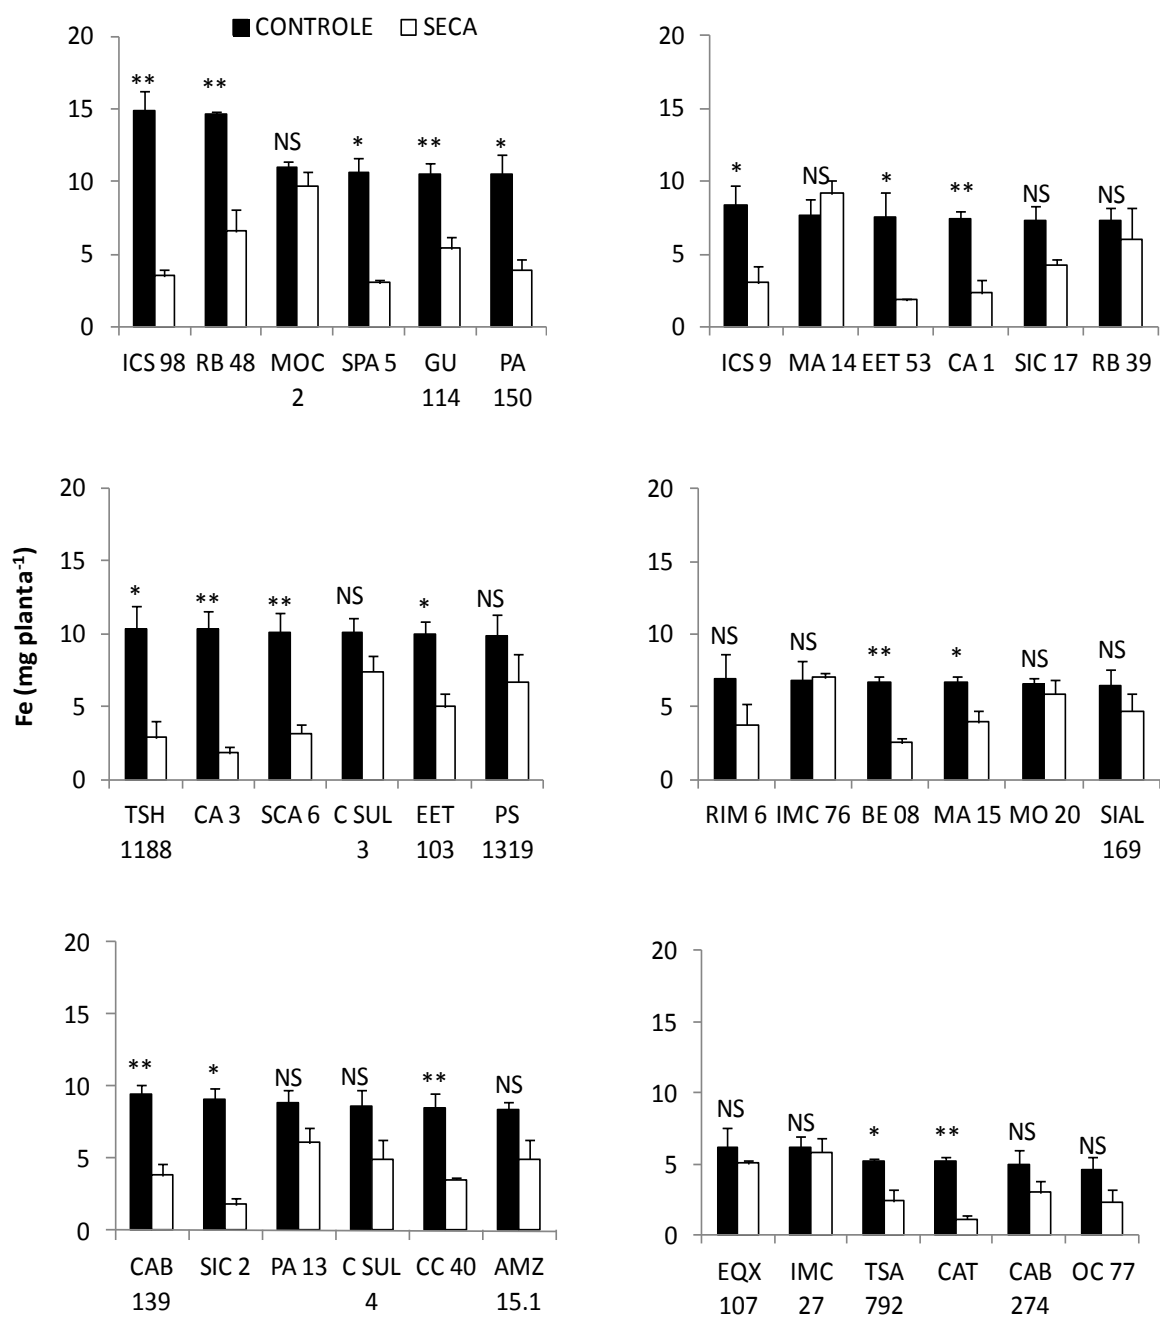 ■ CONTROLE □ SECA
20
15
10
5
0
** ** NS * ** *
ICS 98 RB 48 MOC SPA 5 GU PA
2 114 150
20
15
10
5
0
* NS * ** NS NS
ICS 9 MA 14 EET 53 CA 1 SIC 17 RB 39
Fe (mg planta⁻¹)
20
15
10
5
0
* ** ** NS * NS
TSH CA 3 SCA 6 C SUL EET PS
1188 3 103 1319
20
15
10
5
0
NS NS ** * NS NS
RIM 6 IMC 76 BE 08 MA 15 MO 20 SIAL
169
20
15
10
5
0
** * NS NS ** NS
CAB SIC 2 PA 13 C SUL CC 40 AMZ
139 4 15.1
20
15
10
5
0
NS NS * ** NS NS
EQX IMC TSA CAT CAB OC 77
107 27 792 274